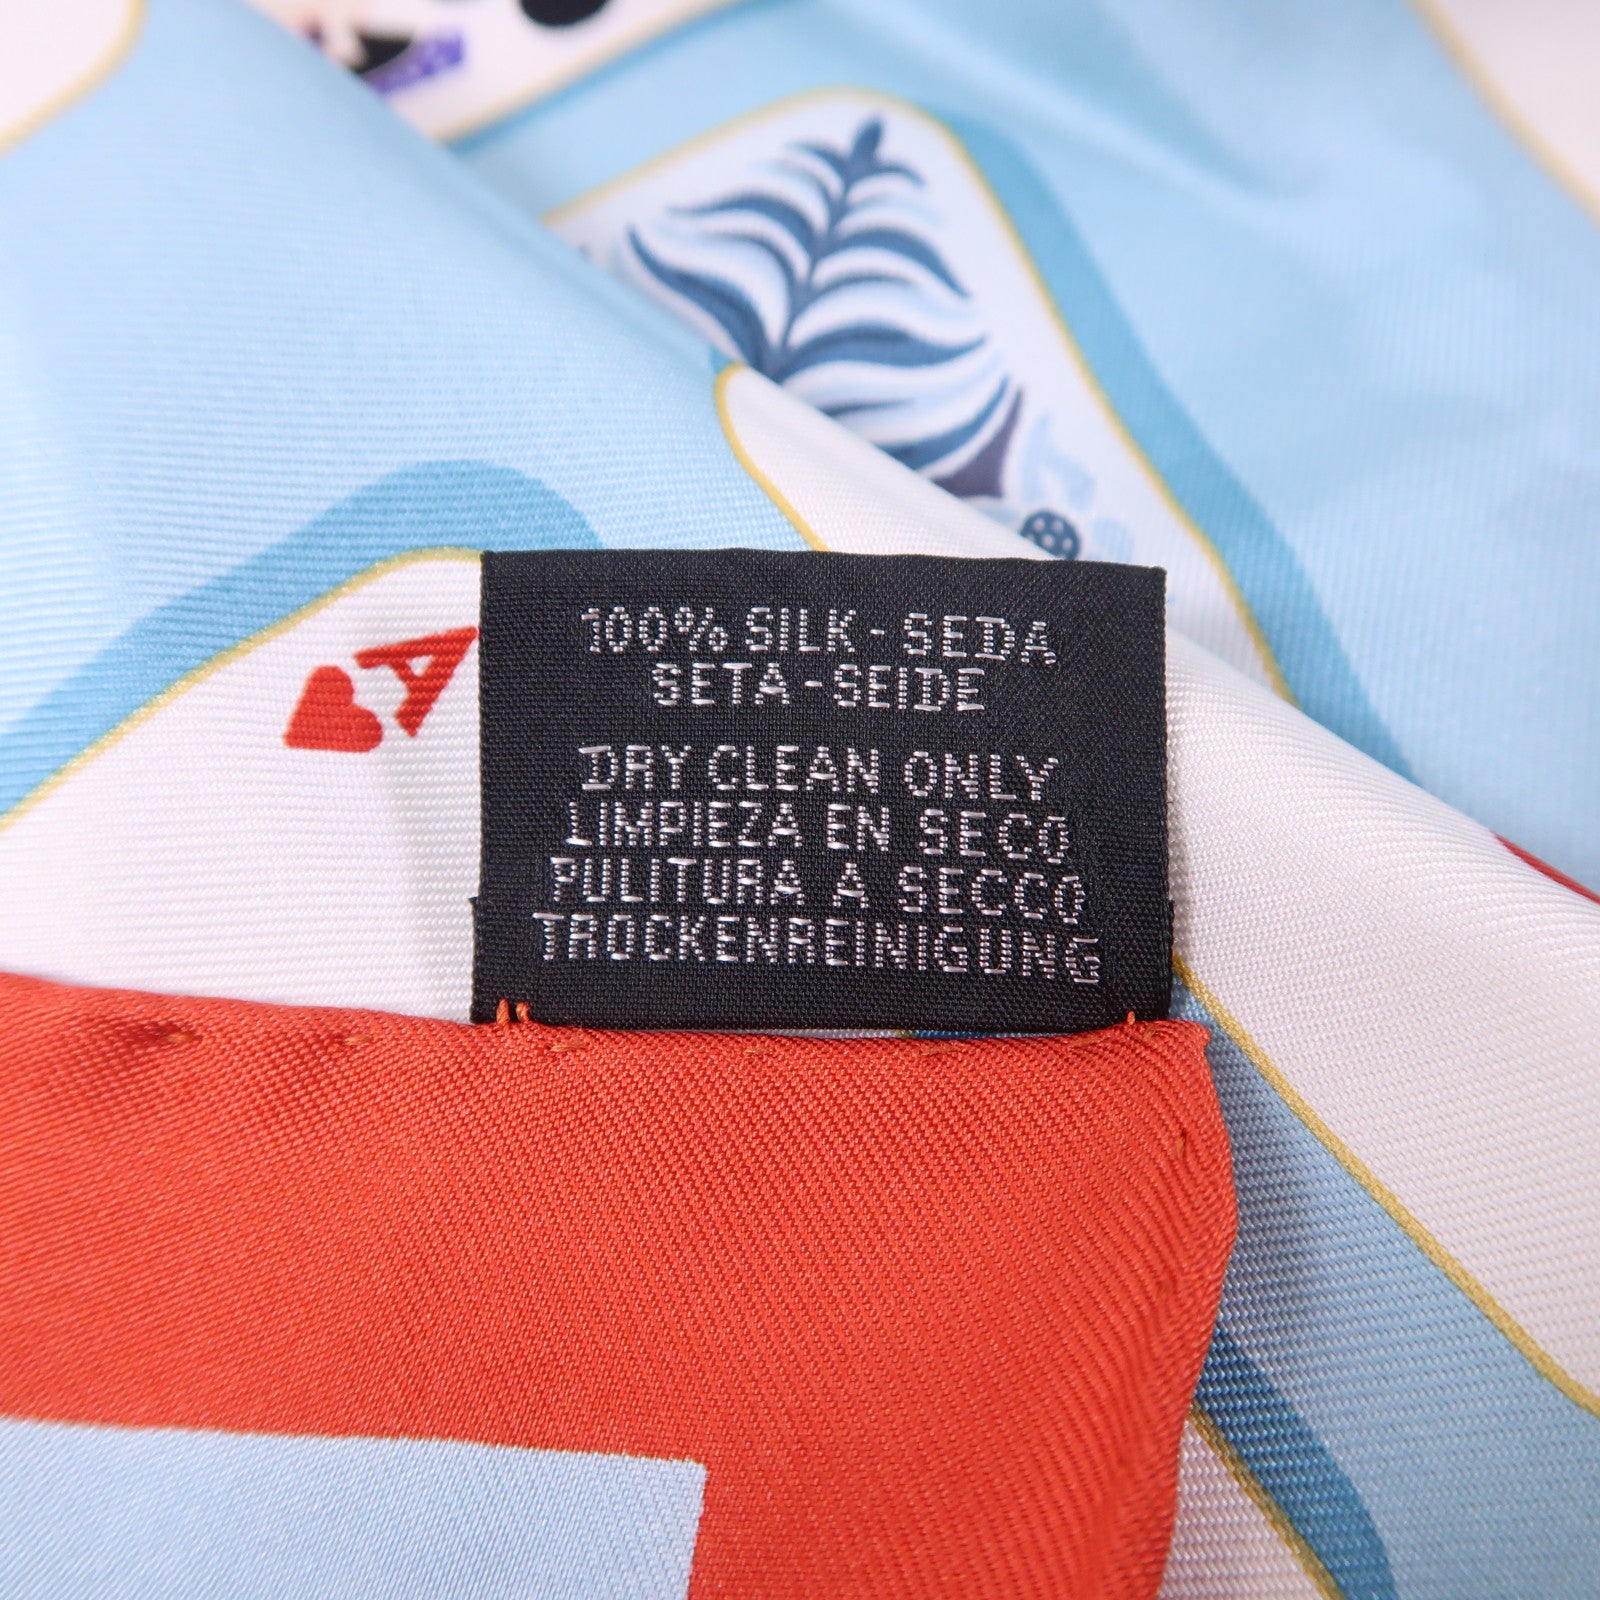 A
100% SILK-SEDA
SETA-SEIDE
DRY CLEAN ONLY
LIMPIEZA EN SECO
PULITURA A SECCO
TROCKENREINIGUNG